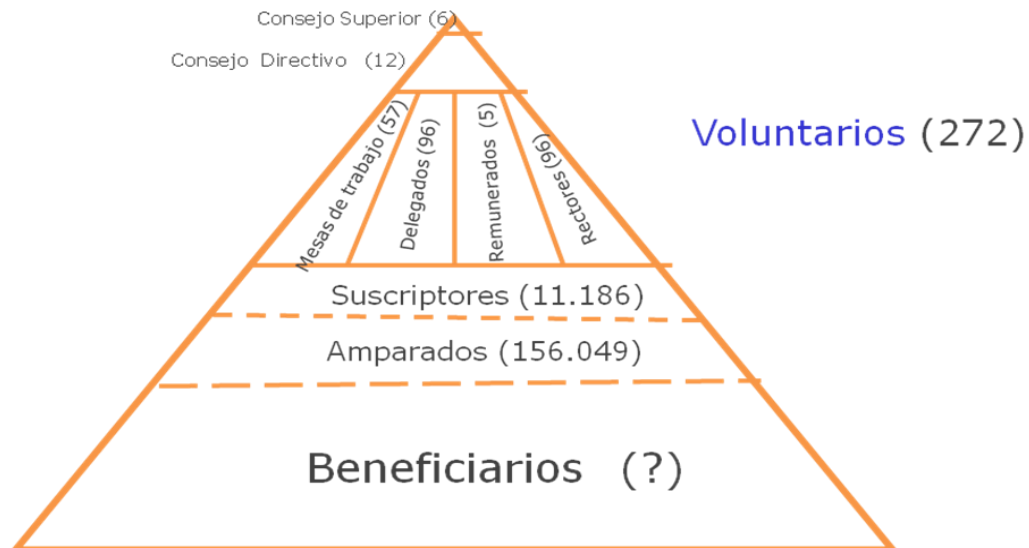 Consejo Superior (6)
Consejo Directivo (12)
Voluntarios (272)
Mesas de trabajo (57)
Delegados (96)
Remunerados (5)
Rectores (96)
Suscriptores (11.186)
Amparados (156.049)
Beneficiarios (?)